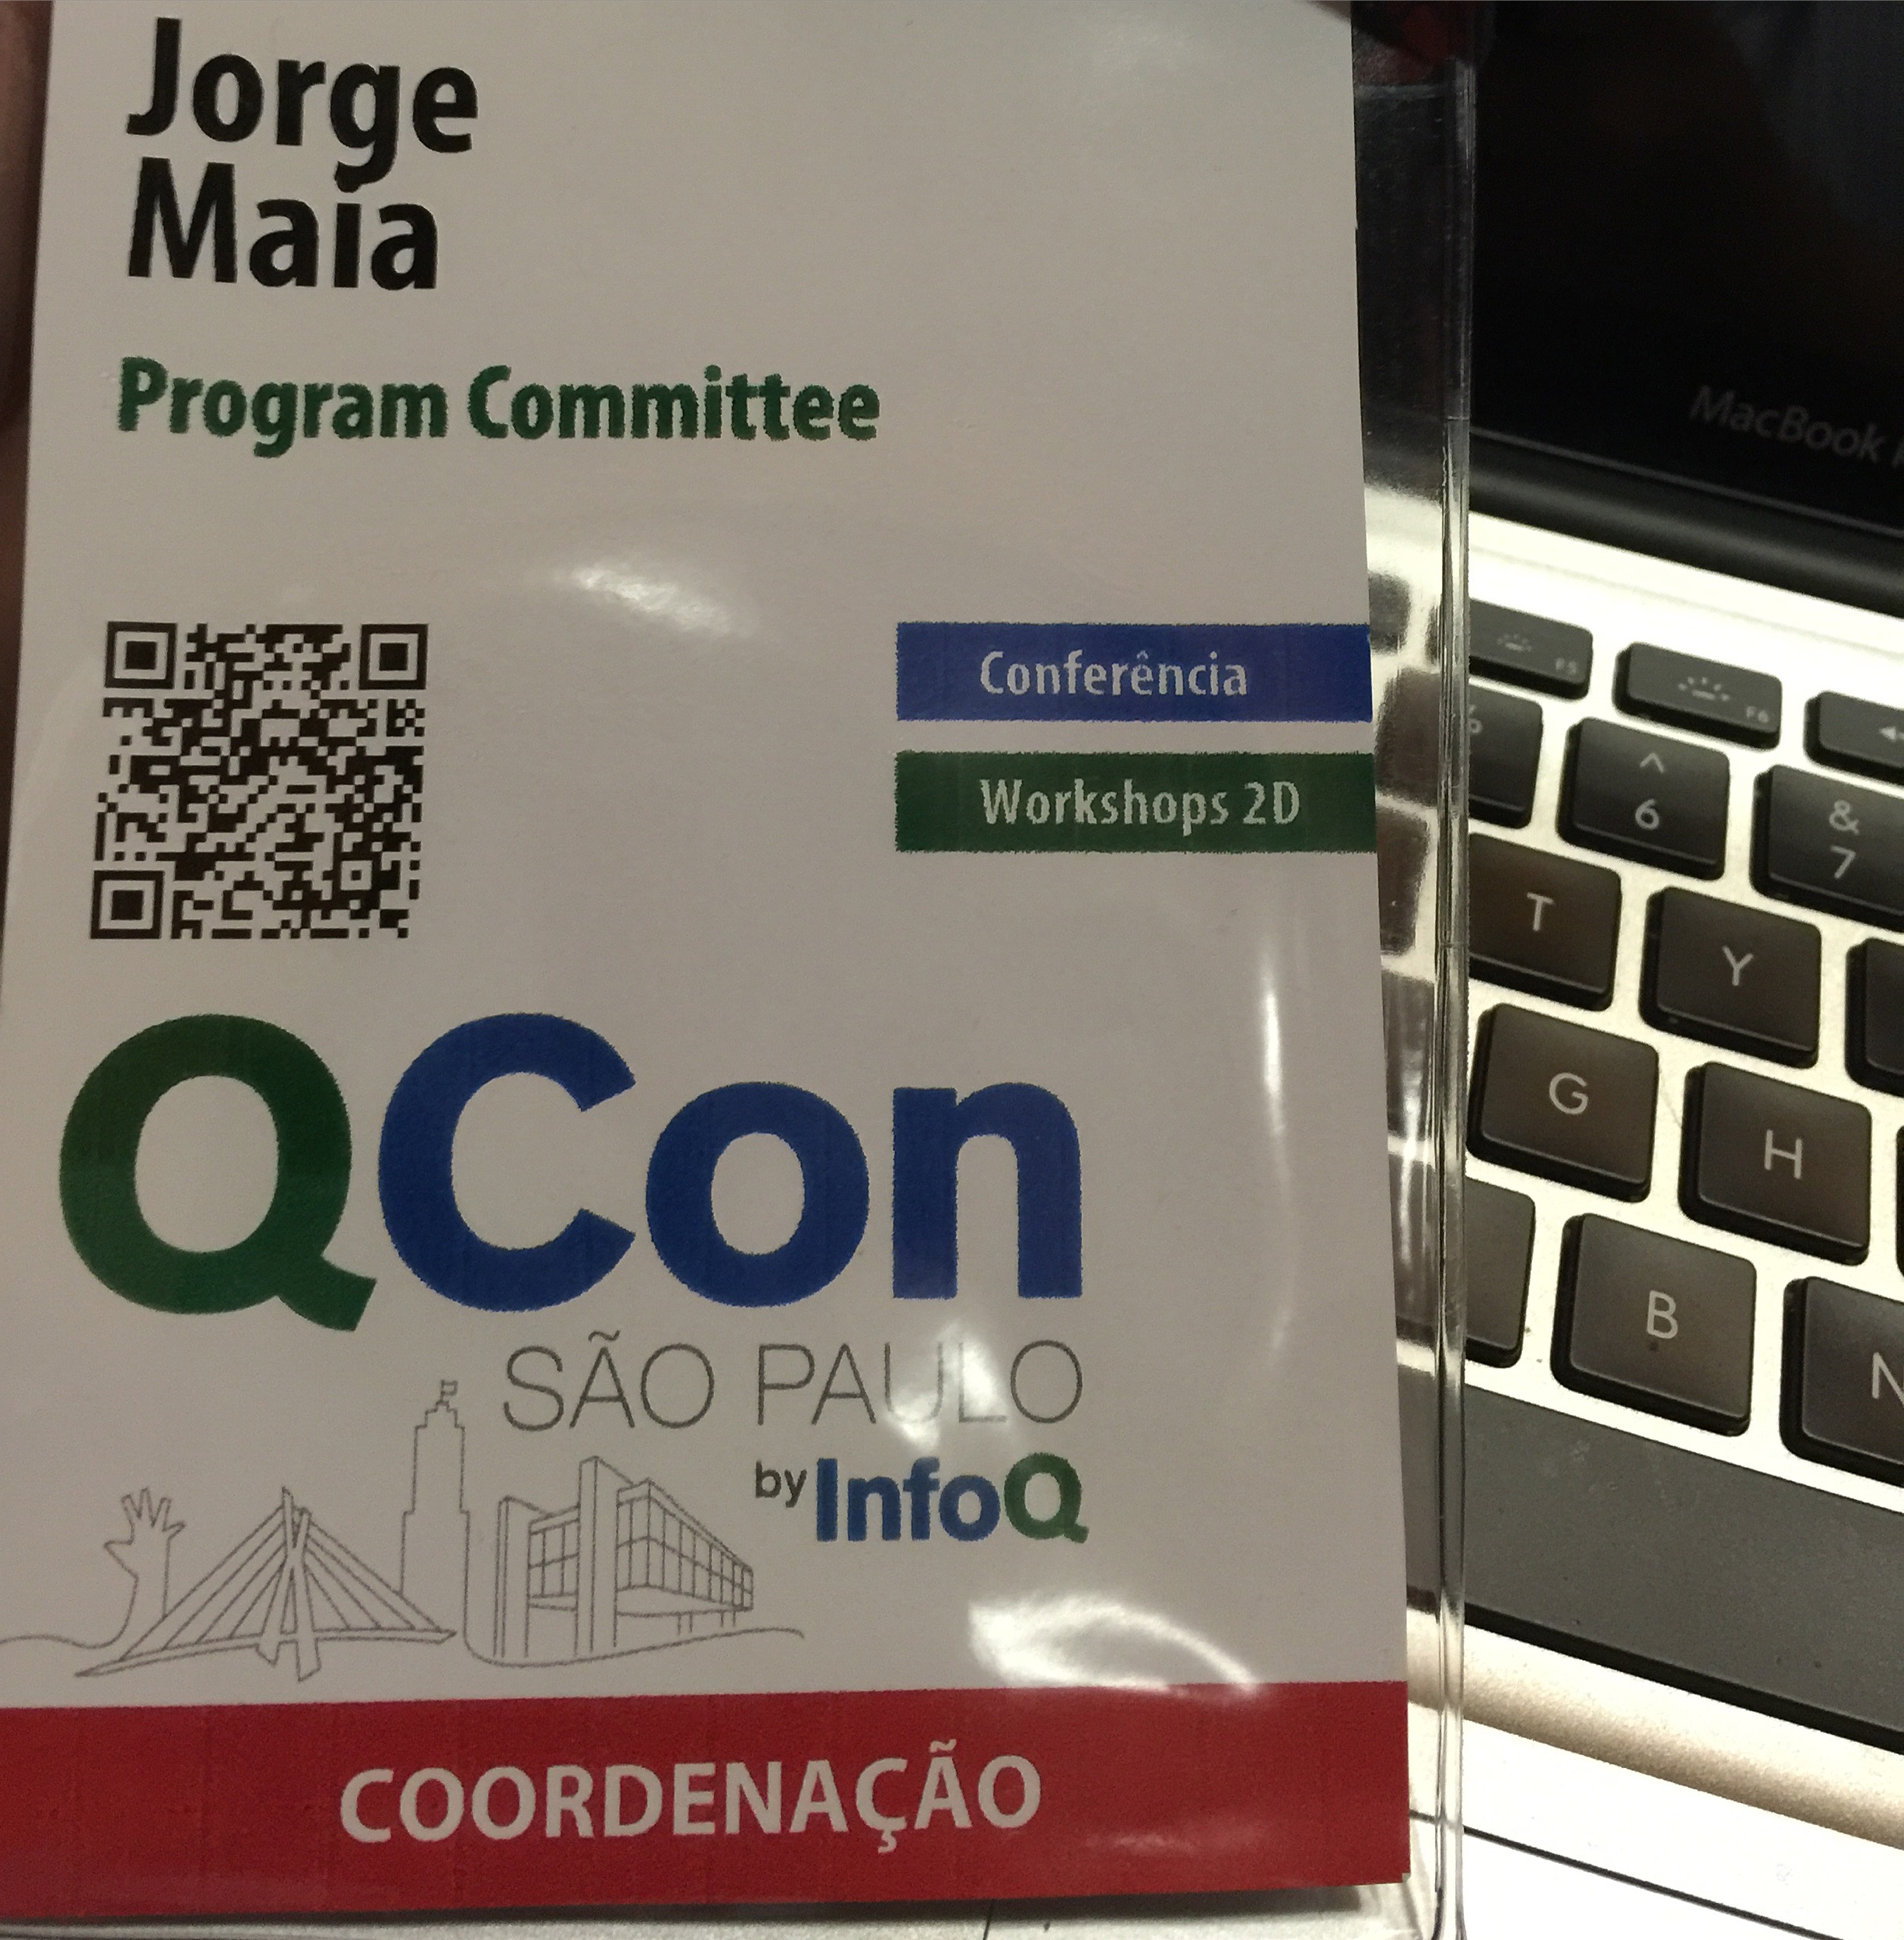 Jorge
Maia
Program Committee
Conferência
Workshops 2D
QCon
SÃO PAULO
by InfoQ
COORDENAÇÃO
MacBook
F5
F6
^
6
&
7
T
Y
G
H
B
N